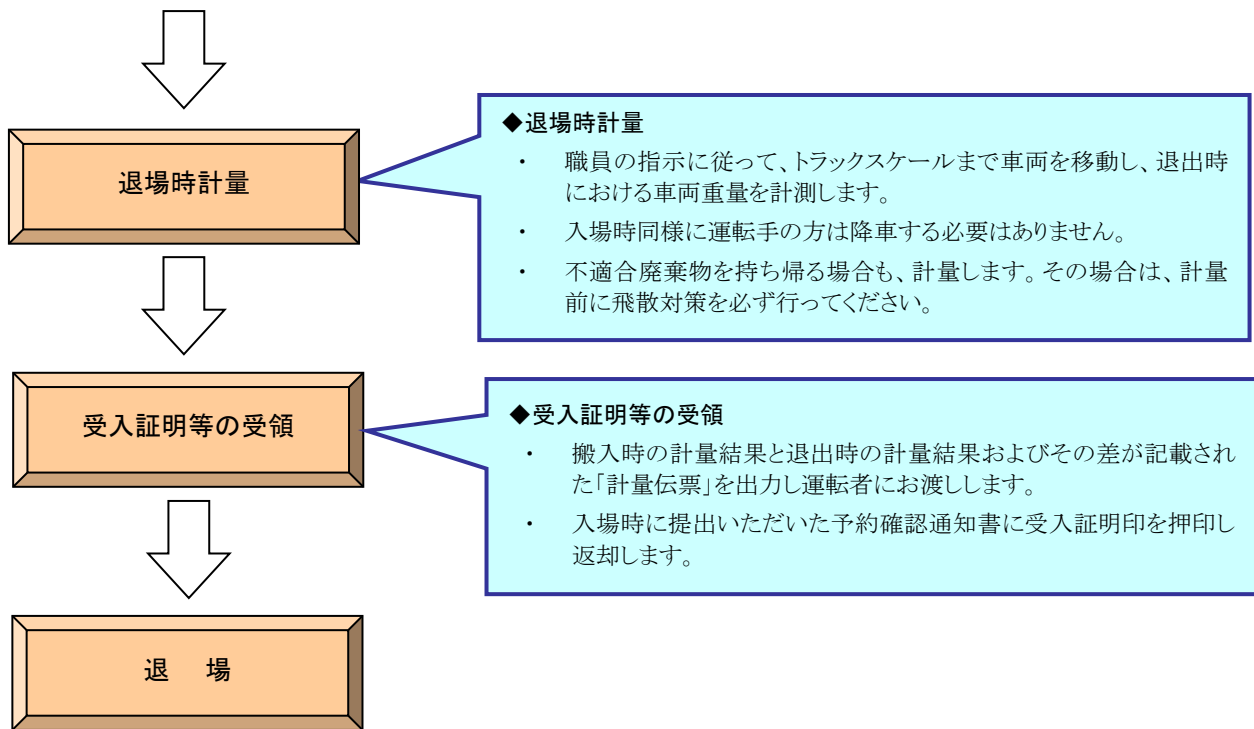 退場時計量
◆退場時計量
・ 職員の指示に従って、トラックスケールまで車両を移動し、退出時
における車両重量を計測します。
・ 入場時同様に運転手の方は降車する必要はありません。
・ 不適合廃棄物を持ち帰る場合も、計量します。その場合は、計量
前に飛散対策を必ず行ってください。
受入証明等の受領
◆受入証明等の受領
・ 搬入時の計量結果と退出時の計量結果およびその差が記載され
た「計量伝票」を出力し運転者にお渡しします。
・ 入場時に提出いただいた予約確認通知書に受入証明印を押印し
返却します。
退 場